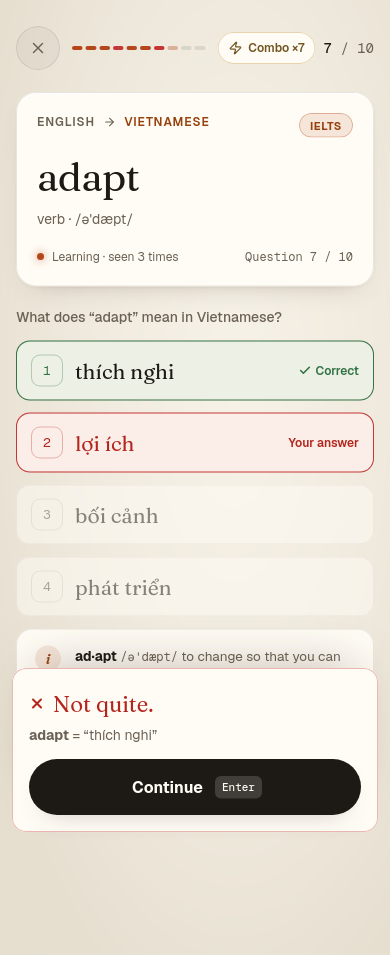 Combo ×7
7 / 10
ENGLISH → VIETNAMESE
IELTS
adapt
verb · /əˈdæpt/
Learning · seen 3 times
Question 7 / 10
What does “adapt” mean in Vietnamese?
1 thích nghi ✓ Correct
2 lợi ích Your answer
3 bối cảnh
4 phát triển
i ad·apt /əˈdæpt/ to change so that you can
× Not quite.
adapt = “thích nghi”
Continue Enter